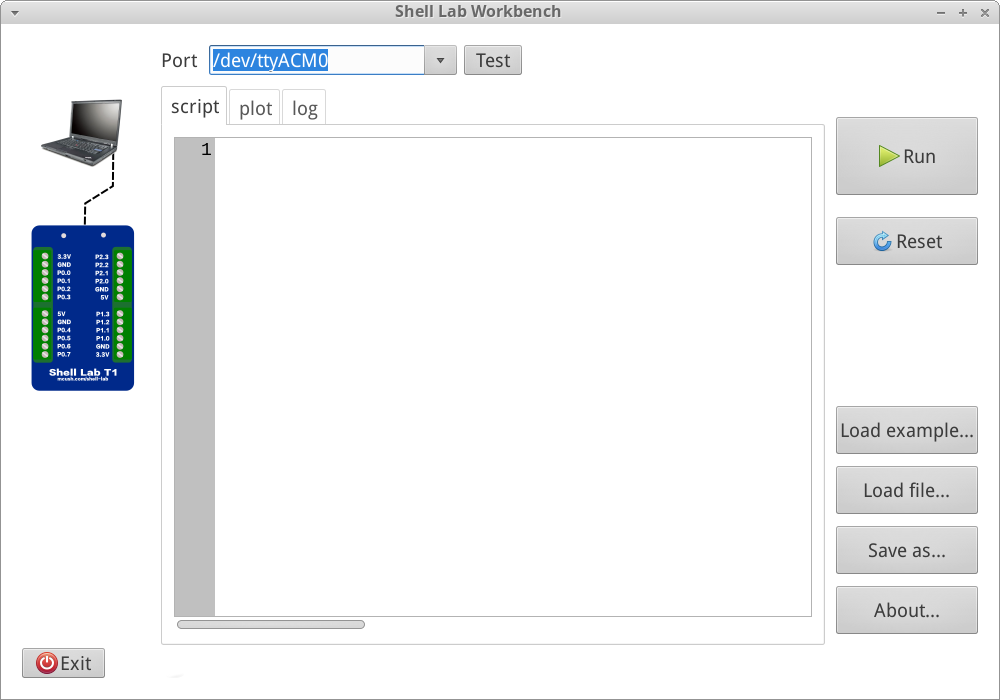 Shell Lab Workbench
Port /dev/ttyACM0 Test
script plot log
1
Run
Reset
3.3V P2.3
GND P2.2
P0.0 P2.1
P0.1 P2.0
P0.2 GND
P0.3 5V
5V P1.3
GND P1.2
P0.4 P1.1
P0.5 P1.0
P0.6 GND
P0.7 3.3V
Shell Lab T1
mcush.com/shell-lab
Load example...
Load file...
Save as...
About...
Exit